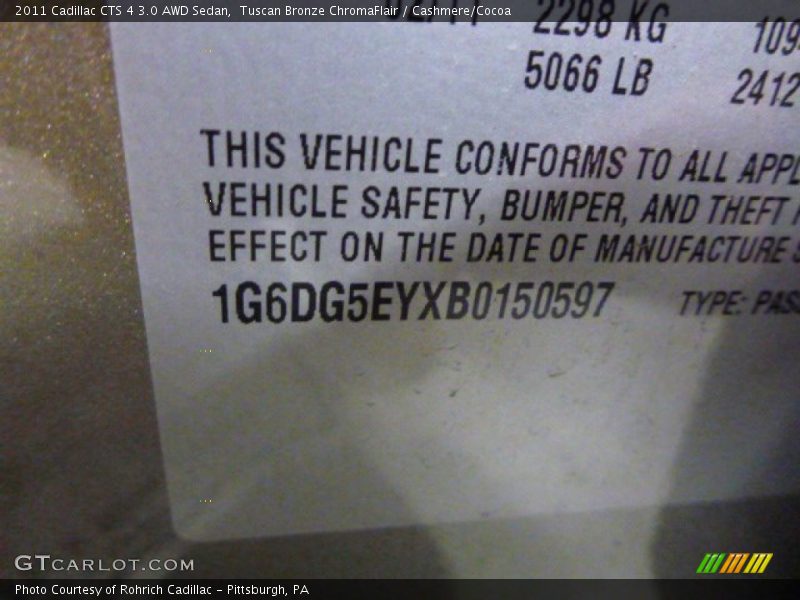 2011 Cadillac CTS 4 3.0 AWD Sedan,  Tuscan Bronze ChromaFlair / Cashmere/Cocoa
2298 KG
5066 LB
2412
THIS VEHICLE CONFORMS TO ALL
VEHICLE SAFETY, BUMPER, AND THEFT
EFFECT ON THE DATE OF MANUFACTURE
1G6DG5EYXB0150597 TYPE:
GTCARLOT.COM
Photo Courtesy of Rohrich Cadillac - Pittsburgh, PA